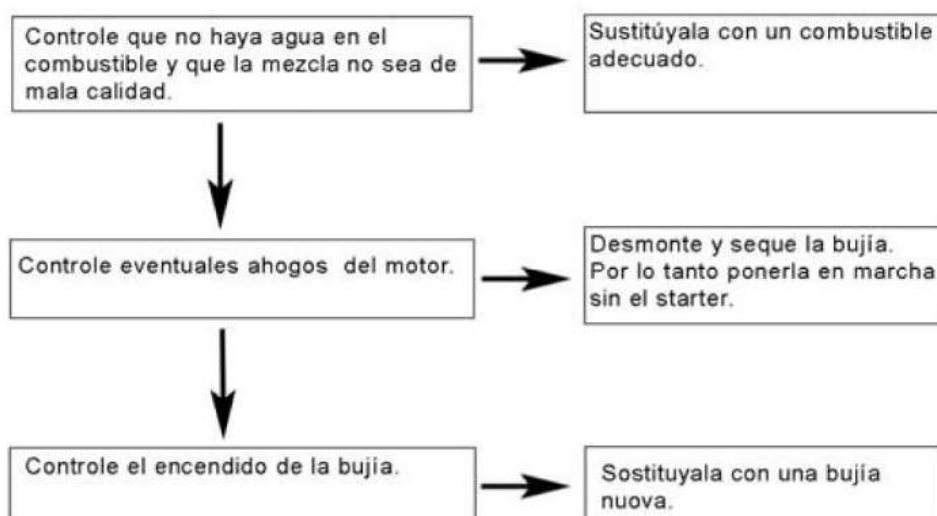 Controle que no haya agua en el
combustible y que la mezcla no sea de
mala calidad.
Sustitúyala con un combustible
adecuado.
Controle eventuales ahogos del motor.
Desmonte y seque la bujía.
Por lo tanto ponerla en marcha
sin el starter.
Controle el encendido de la bujía.
Sostituyala con una bujía
nuova.